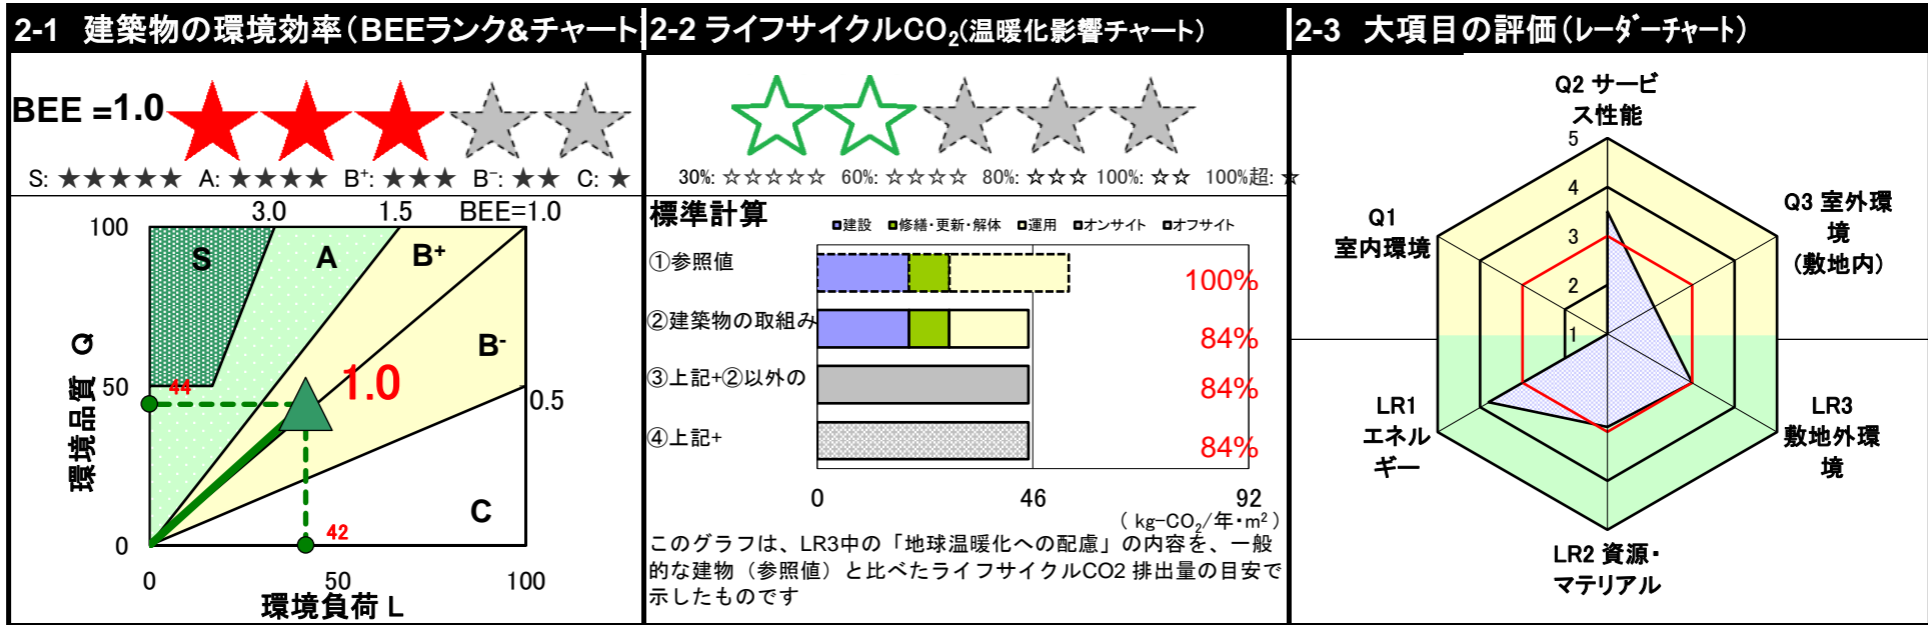 2-1 建築物の環境効率(BEEランク&チャート)
BEE =1.0
S: ★★★★★ A: ★★★★ B⁺: ★★★ B⁻: ★★ C: ★
3.0 1.5 BEE=1.0
100
S A B⁺
B⁻
環境品質 Q
50
44
1.0
0.5
C
42
0
0 50 100
環境負荷 L
2-2 ライフサイクルCO₂(温暖化影響チャート)
30%: ☆☆☆☆☆ 60%: ☆☆☆☆ 80%: ☆☆☆ 100%: ☆☆ 100%超: ☆
標準計算
■建設 ■修繕・更新・解体 ■運用 ■オンサイト ■オフサイト
①参照値 100%
②建築物の取組み 84%
③上記+②以外の 84%
④上記+ 84%
0 46 92
( kg-CO₂/年・m² )
このグラフは、LR3中の「地球温暖化への配慮」の内容を、一般
的な建物（参照値）と比べたライフサイクルCO2 排出量の目安で
示したものです
2-3 大項目の評価(レーダーチャート)
Q2 サービ
ス性能
5
4
3
2
1
Q1
室内環境
Q3 室外環
境
(敷地内)
LR1
エネル
ギー
LR3
敷地外環
境
LR2 資源・
マテリアル